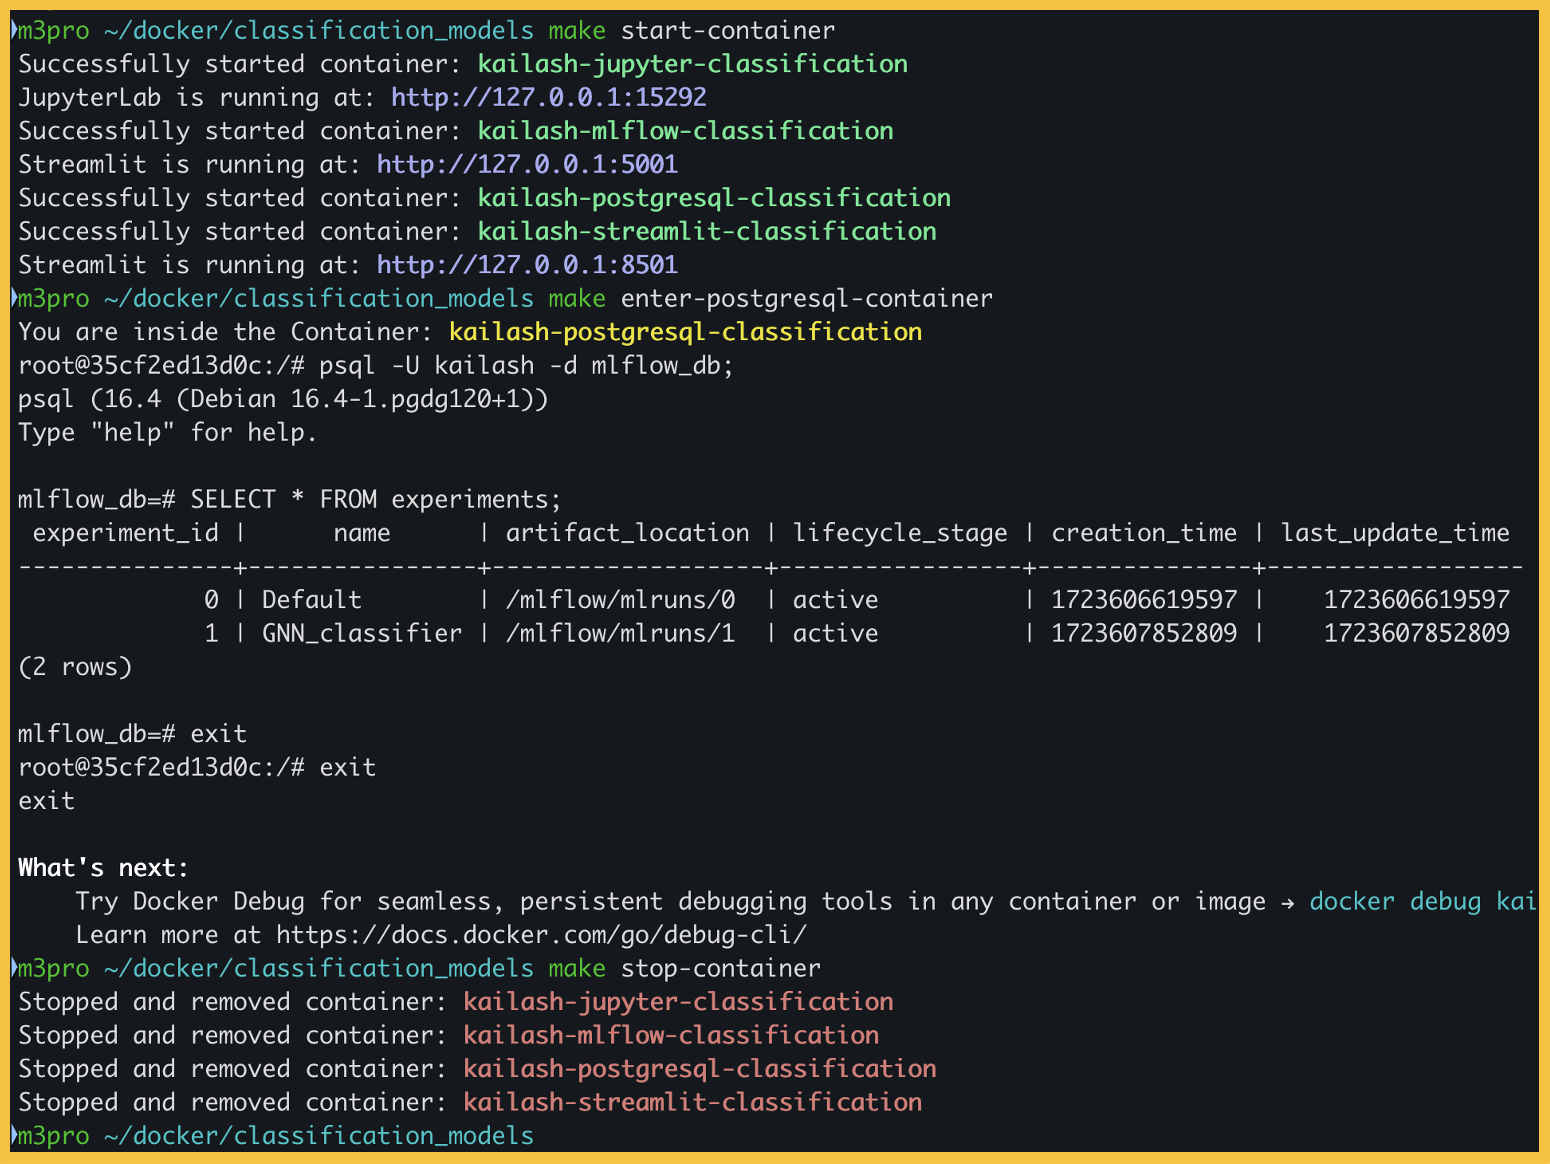 m3pro ~/docker/classification_models make start-container
Successfully started container: kailash-jupyter-classification
JupyterLab is running at: http://127.0.0.1:15292
Successfully started container: kailash-mlflow-classification
Streamlit is running at: http://127.0.0.1:5001
Successfully started container: kailash-postgresql-classification
Successfully started container: kailash-streamlit-classification
Streamlit is running at: http://127.0.0.1:8501
m3pro ~/docker/classification_models make enter-postgresql-container
You are inside the Container: kailash-postgresql-classification
root@35cf2ed13d0c:/# psql -U kailash -d mlflow_db;
psql (16.4 (Debian 16.4-1.pgdg120+1))
Type "help" for help.

mlflow_db=# SELECT * FROM experiments;
 experiment_id |      name      | artifact_location | lifecycle_stage | creation_time | last_update_time
---------------+----------------+-------------------+-----------------+---------------+------------------
             0 | Default        | /mlflow/mlruns/0  | active          | 1723606619597 |    1723606619597
             1 | GNN_classifier | /mlflow/mlruns/1  | active          | 1723607852809 |    1723607852809
(2 rows)

mlflow_db=# exit
root@35cf2ed13d0c:/# exit
exit

What's next:
    Try Docker Debug for seamless, persistent debugging tools in any container or image → docker debug kai
    Learn more at https://docs.docker.com/go/debug-cli/
m3pro ~/docker/classification_models make stop-container
Stopped and removed container: kailash-jupyter-classification
Stopped and removed container: kailash-mlflow-classification
Stopped and removed container: kailash-postgresql-classification
Stopped and removed container: kailash-streamlit-classification
m3pro ~/docker/classification_models